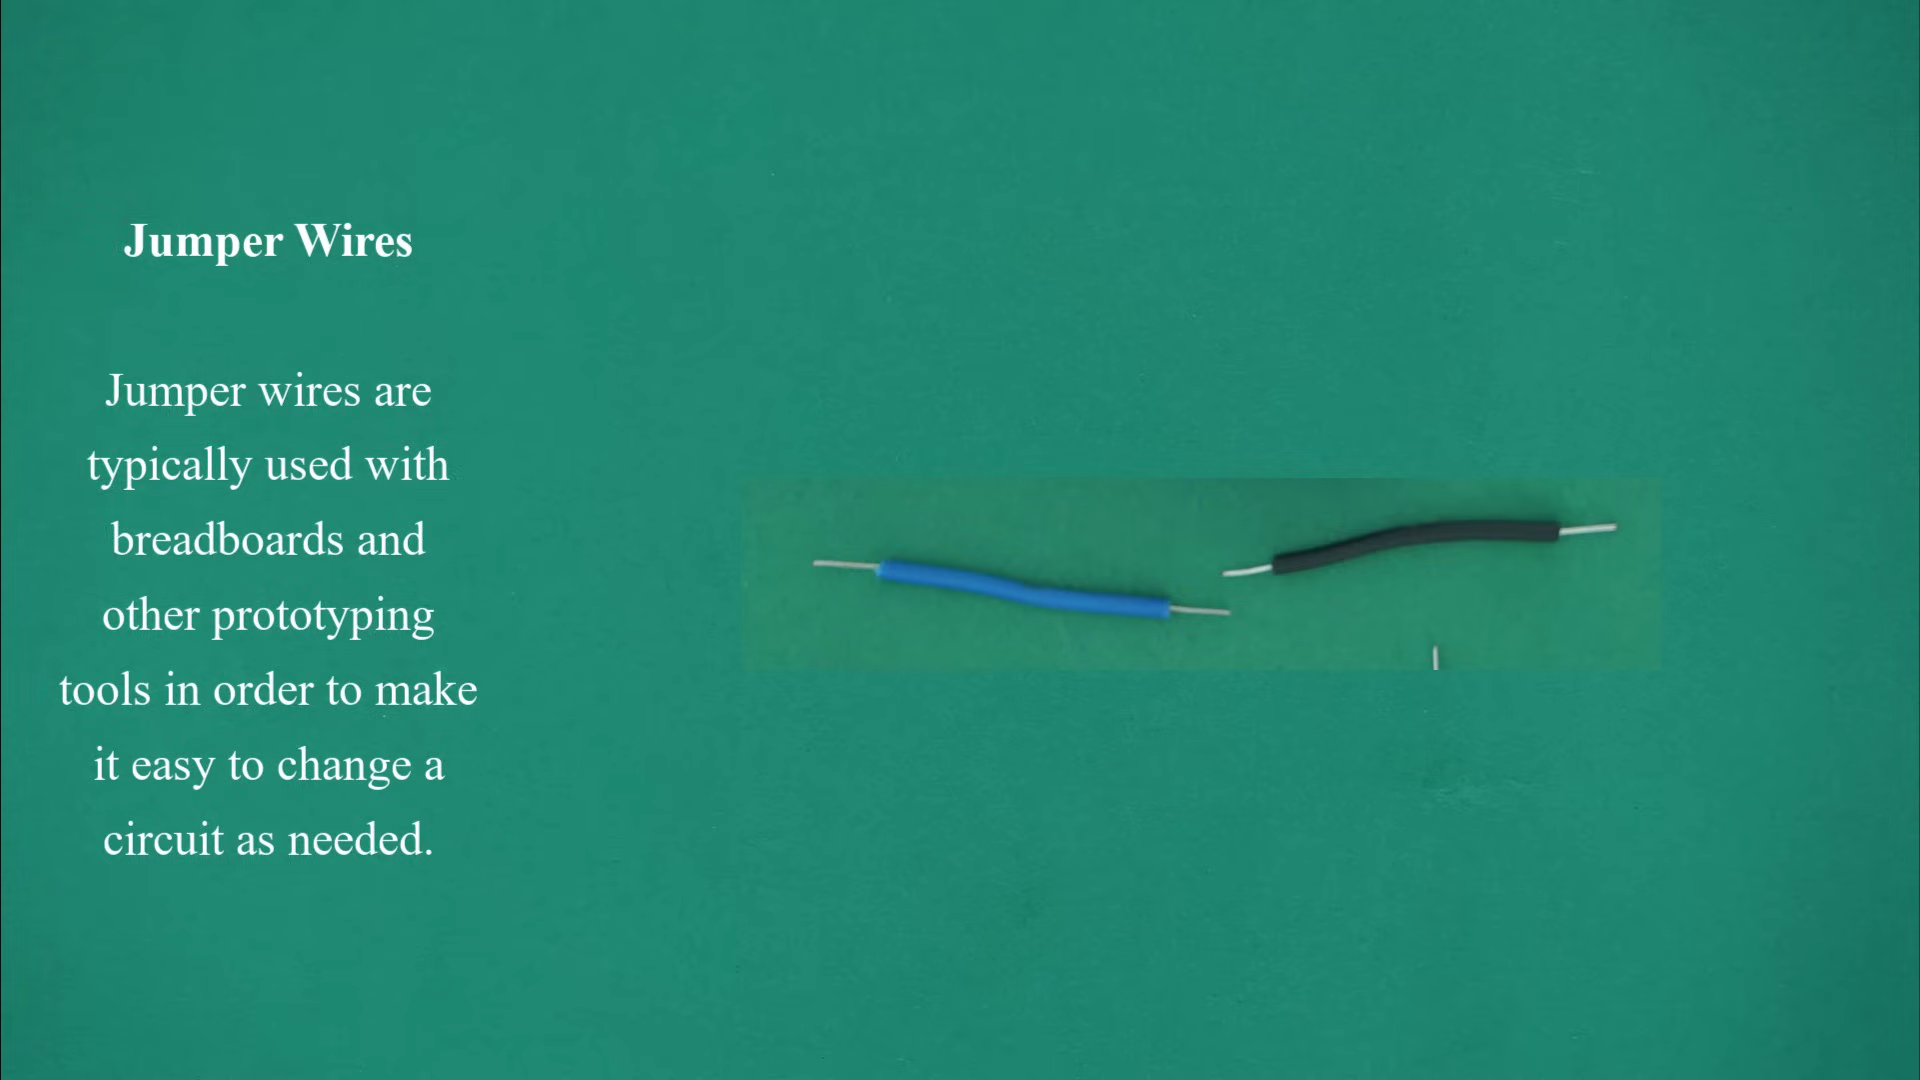 Jumper Wires
Jumper wires are
typically used with
breadboards and
other prototyping
tools in order to make
it easy to change a
circuit as needed.